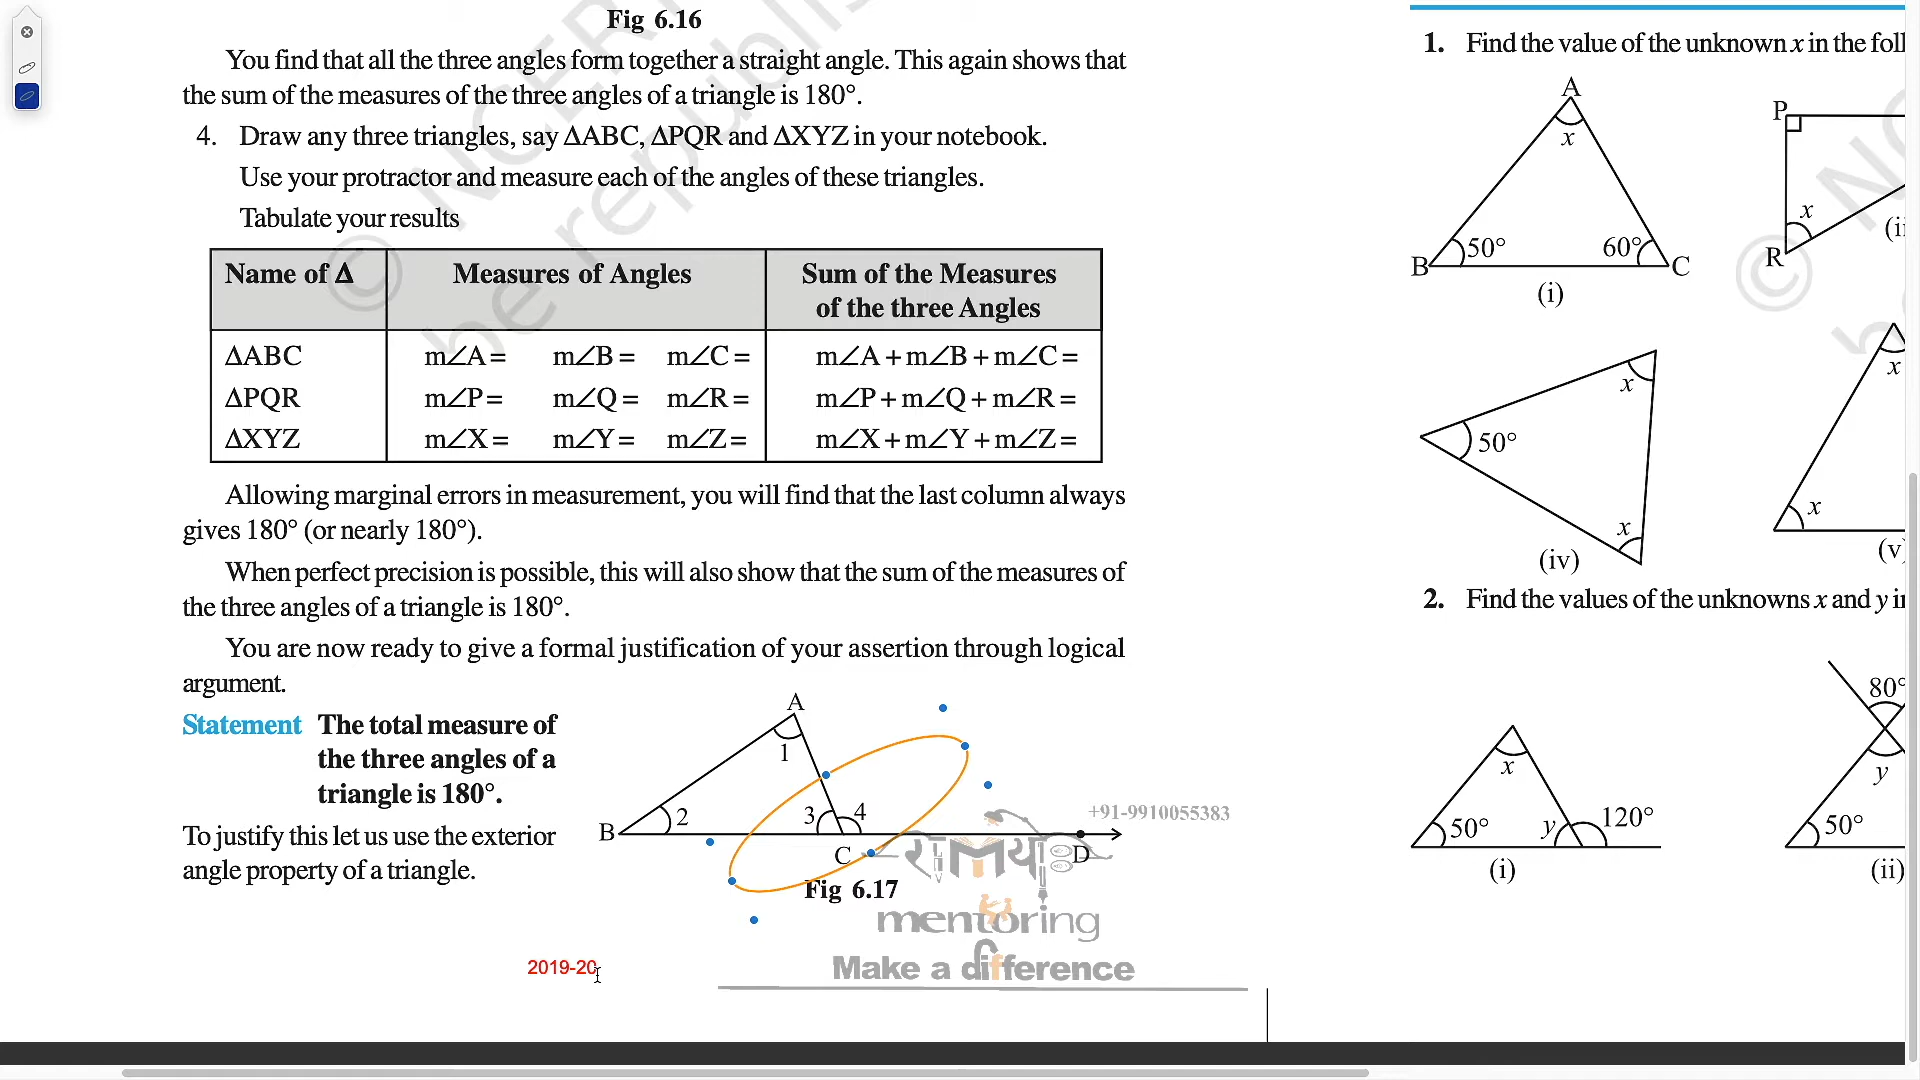 Fig 6.16
You find that all the three angles form together a straight angle. This again shows that
the sum of the measures of the three angles of a triangle is 180°.
4. Draw any three triangles, say ΔABC, ΔPQR and ΔXYZ in your notebook.
Use your protractor and measure each of the angles of these triangles.
Tabulate your results
Name of Δ Measures of Angles Sum of the Measures
of the three Angles
ΔABC m∠A = m∠B = m∠C = m∠A + m∠B + m∠C =
ΔPQR m∠P = m∠Q = m∠R = m∠P + m∠Q + m∠R =
ΔXYZ m∠X = m∠Y = m∠Z = m∠X + m∠Y + m∠Z =
Allowing marginal errors in measurement, you will find that the last column always
gives 180° (or nearly 180°).
When perfect precision is possible, this will also show that the sum of the measures of
the three angles of a triangle is 180°.
You are now ready to give a formal justification of your assertion through logical
argument.
Statement The total measure of
the three angles of a
triangle is 180°.
To justify this let us use the exterior
angle property of a triangle.
A
1
2
3
4
B
C
D
Fig 6.17
+91-9910055383
mentoring
Make a difference
2019-20
© NCERT
be republis
1. Find the value of the unknown x in the foll
A
x
B 50° 60° C
(i)
P
x
R
(ii
50°
x
x
(iv)
x
x
(v)
2. Find the values of the unknowns x and y in
x
50° y 120°
(i)
80°
y
50°
(ii)